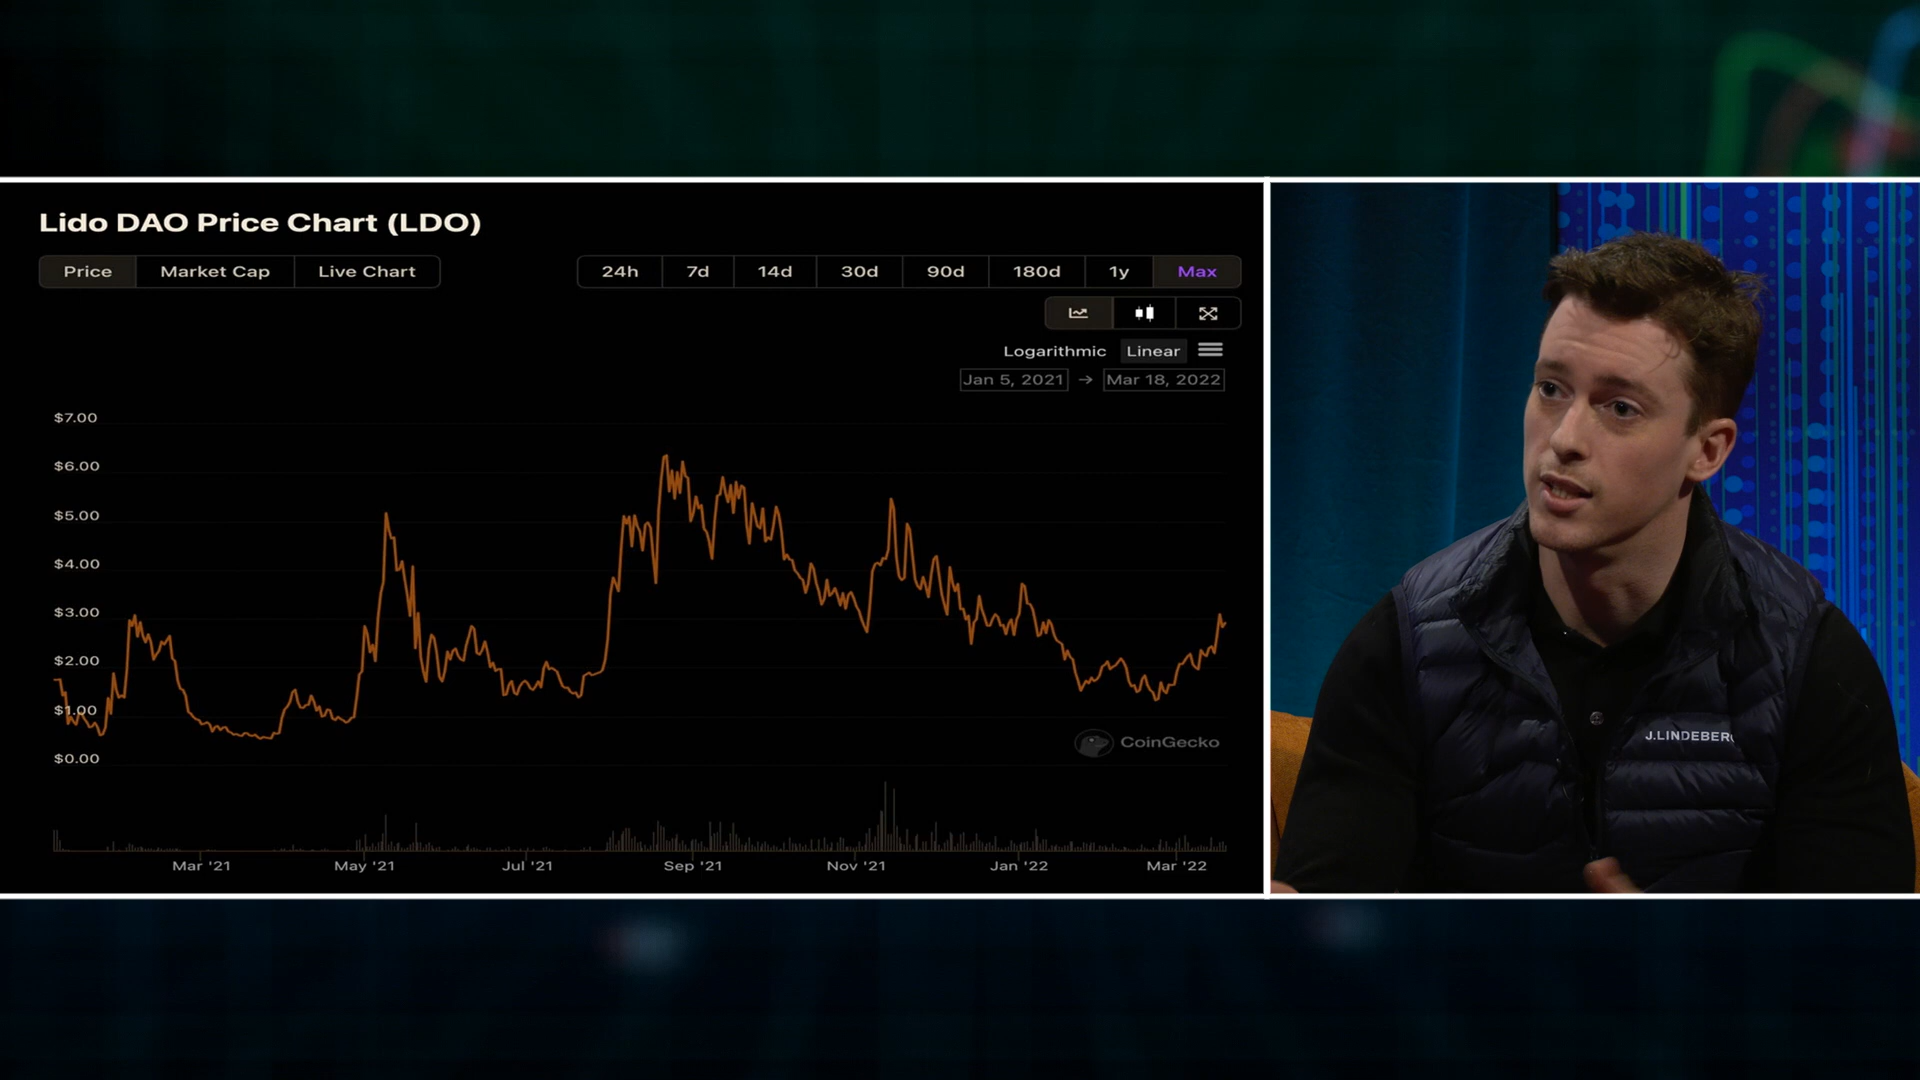 Lido DAO Price Chart (LDO)
Price Market Cap Live Chart 24h 7d 14d 30d 90d 180d 1y Max
Logarithmic Linear
Jan 5, 2021 → Mar 18, 2022
$7.00
$6.00
$5.00
$4.00
$3.00
$2.00
$1.00
CoinGecko
$0.00
Mar '21 May '21 Jul '21 Sep '21 Nov '21 Jan '22 Mar '22
J.LINDEBER